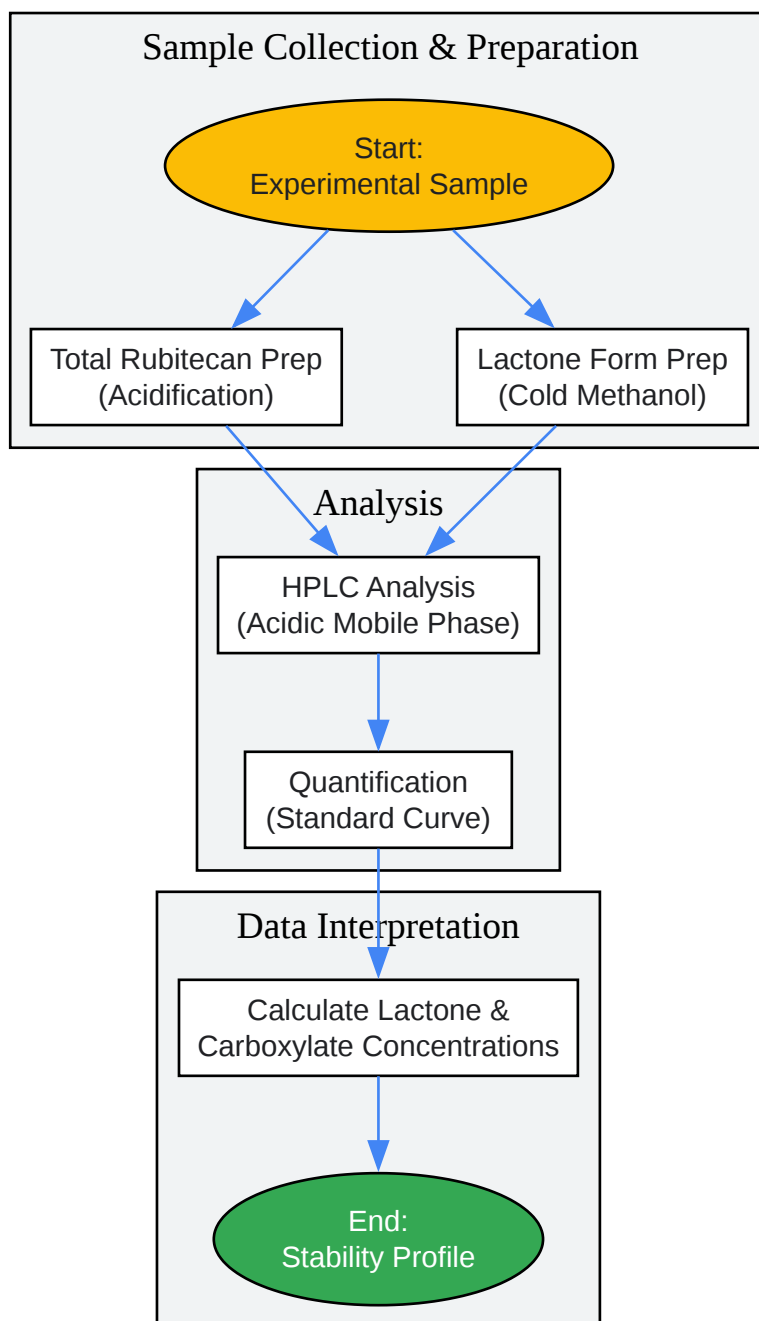 Sample Collection & Preparation
Start:
Experimental Sample
Total Rubitecan Prep
(Acidification)
Lactone Form Prep
(Cold Methanol)
Analysis
HPLC Analysis
(Acidic Mobile Phase)
Quantification
(Standard Curve)
Data Interpretation
Calculate Lactone &
Carboxylate Concentrations
End:
Stability Profile